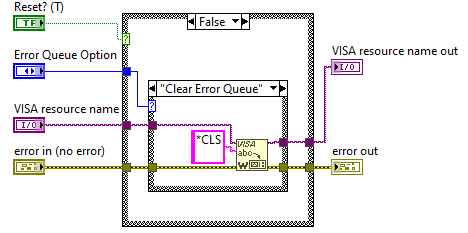 Reset? (T)
TF
False
?
Error Queue Option
"Clear Error Queue"
?
VISA resource name out
I/O
VISA resource name
I/O
*CLS
VISA
abc
W
error in (no error)
error out